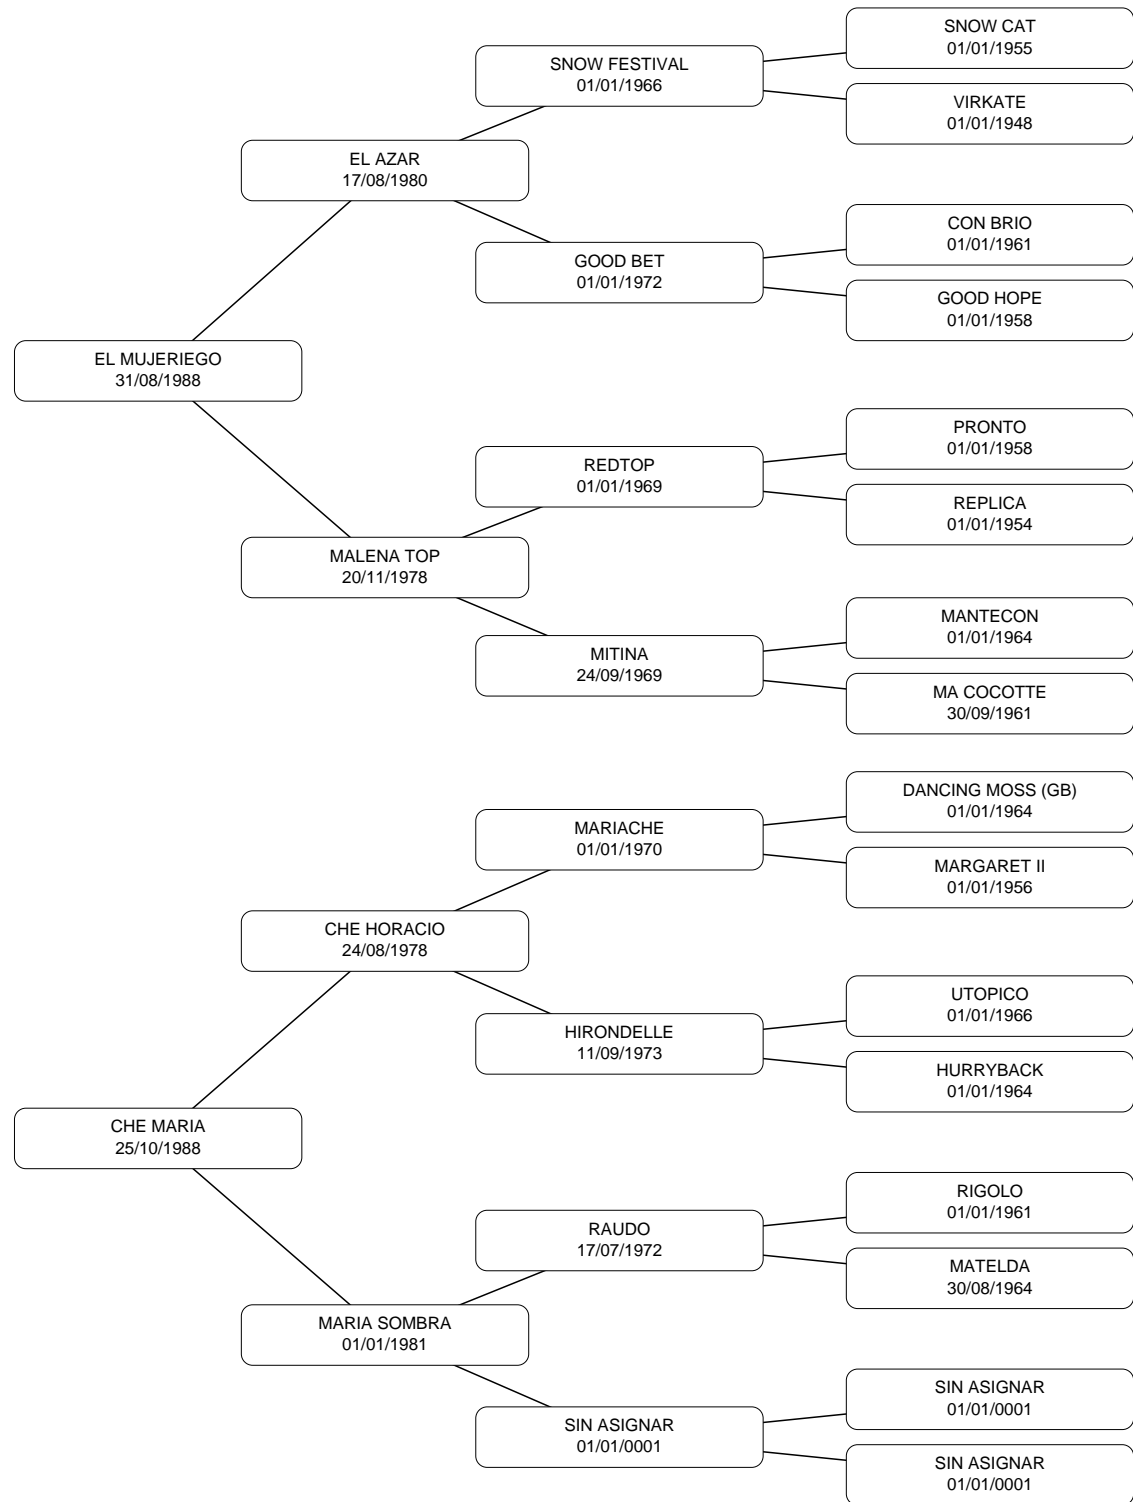 SNOW CAT
01/01/1955
SNOW FESTIVAL
01/01/1966
VIRKATE
01/01/1948
EL AZAR
17/08/1980
CON BRIO
01/01/1961
GOOD BET
01/01/1972
GOOD HOPE
01/01/1958
EL MUJERIEGO
31/08/1988
PRONTO
01/01/1958
REDTOP
01/01/1969
REPLICA
01/01/1954
MALENA TOP
20/11/1978
MANTECON
01/01/1964
MITINA
24/09/1969
MA COCOTTE
30/09/1961
DANCING MOSS (GB)
01/01/1964
MARIACHE
01/01/1970
MARGARET II
01/01/1956
CHE HORACIO
24/08/1978
UTOPICO
01/01/1966
HIRONDELLE
11/09/1973
HURRYBACK
01/01/1964
CHE MARIA
25/10/1988
RIGOLO
01/01/1961
RAUDO
17/07/1972
MATELDA
30/08/1964
MARIA SOMBRA
01/01/1981
SIN ASIGNAR
01/01/0001
SIN ASIGNAR
01/01/0001
SIN ASIGNAR
01/01/0001